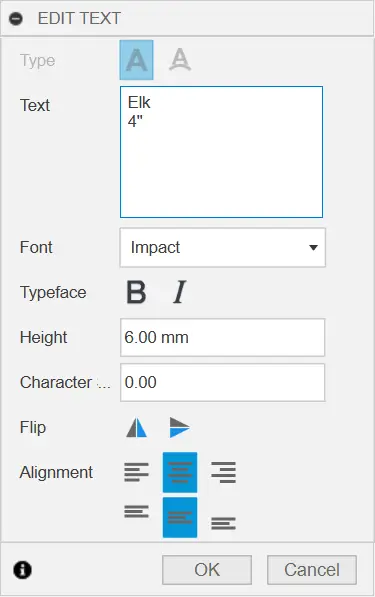 EDIT TEXT
Type A A
Text Elk
4"
Font Impact
Typeface B I
Height 6.00 mm
Character ... 0.00
Flip
Alignment
OK Cancel